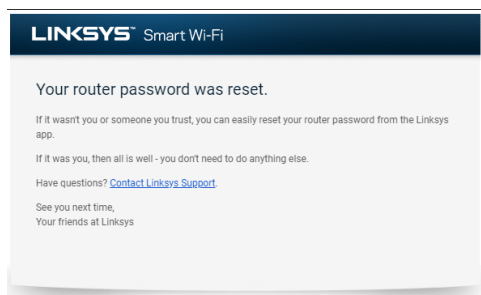 LINKSYS™ Smart Wi-Fi
Your router password was reset.
If it wasn't you or someone you trust, you can easily reset your router password from the Linksys
app.
If it was you, then all is well - you don't need to do anything else.
Have questions? Contact Linksys Support.
See you next time,
Your friends at Linksys